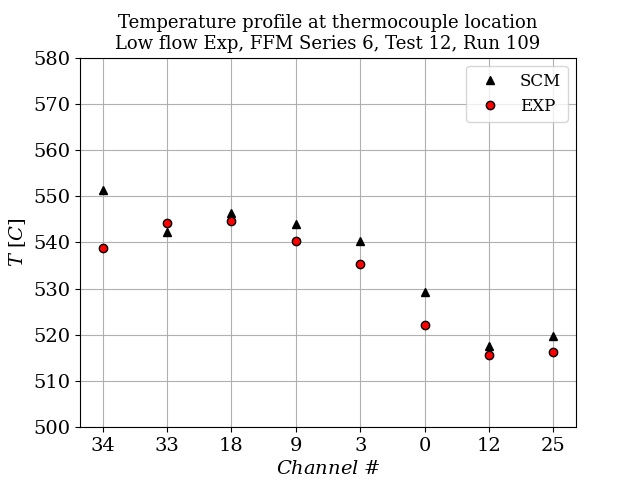 Temperature profile at thermocouple location
Low flow Exp, FFM Series 6, Test 12, Run 109
SCM
EXP
580
570
560
550
540
530
520
510
500
T [C]
34 33 18 9 3 0 12 25
Channel #